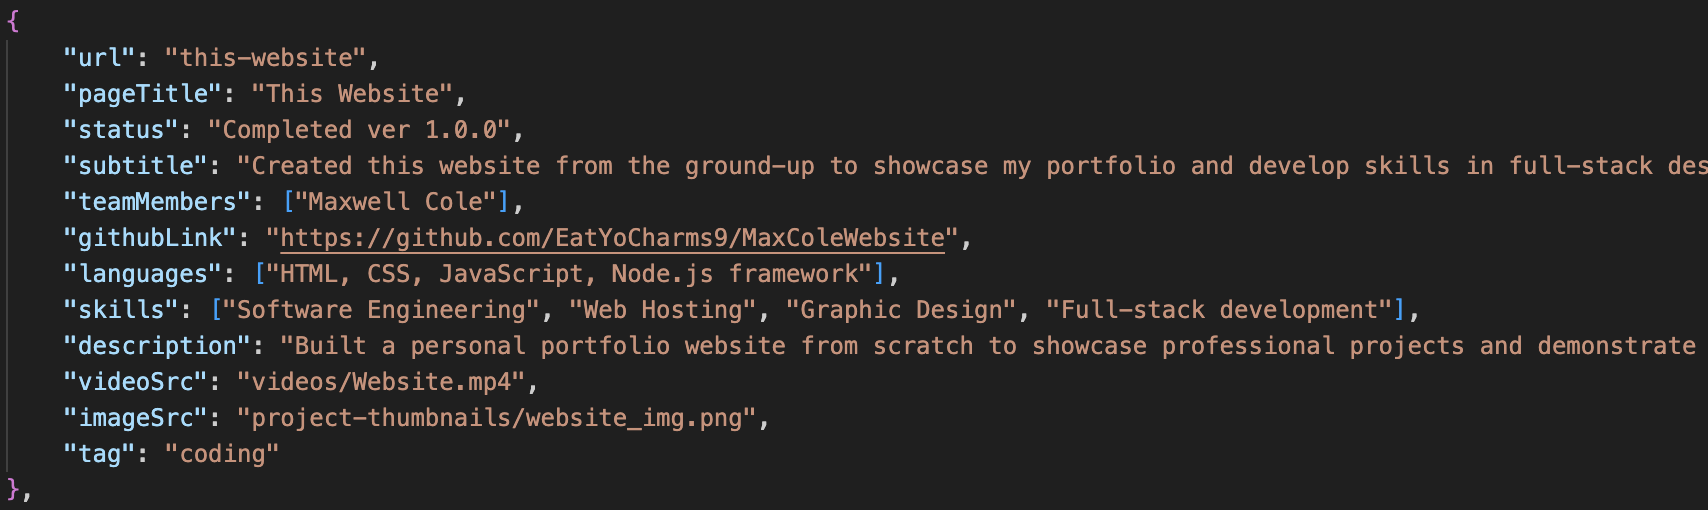 {
"url": "this-website",
"pageTitle": "This Website",
"status": "Completed ver 1.0.0",
"subtitle": "Created this website from the ground-up to showcase my portfolio and develop skills in full-stack des
"teamMembers": ["Maxwell Cole"],
"githubLink": "https://github.com/EatYoCharms9/MaxColeWebsite",
"languages": ["HTML, CSS, JavaScript, Node.js framework"],
"skills": ["Software Engineering", "Web Hosting", "Graphic Design", "Full-stack development"],
"description": "Built a personal portfolio website from scratch to showcase professional projects and demonstrate
"videoSrc": "videos/Website.mp4",
"imageSrc": "project-thumbnails/website_img.png",
"tag": "coding"
},